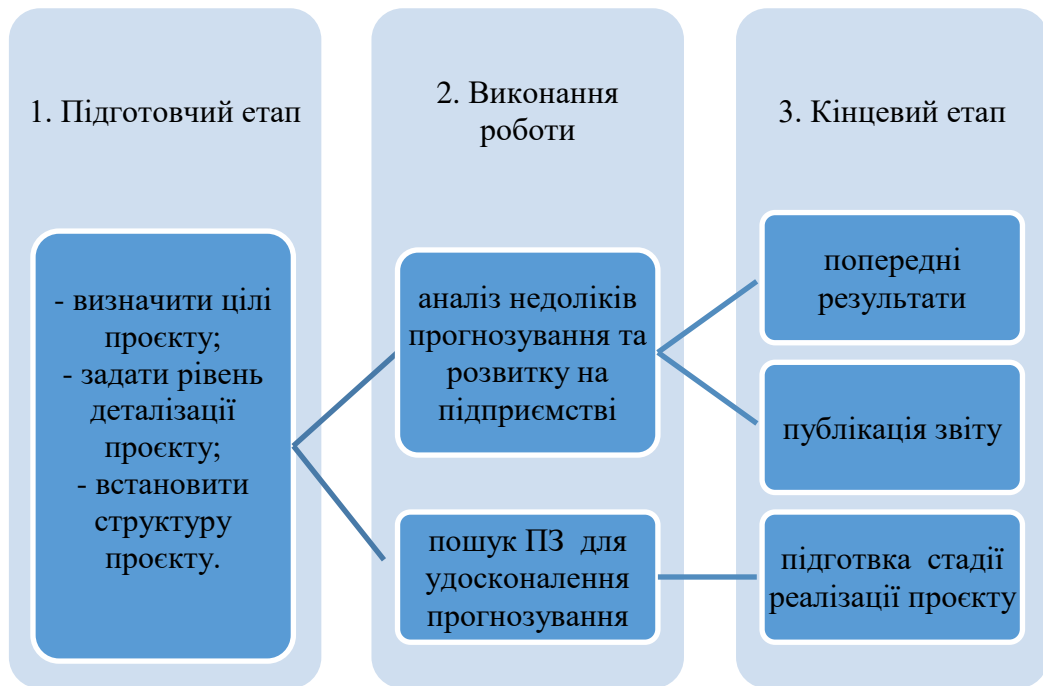 1. Підготовчий етап
- визначити цілі
проєкту;
- задати рівень
деталізації
проєкту;
- встановити
структуру
проєкту.
2. Виконання
роботи
аналіз недоліків
прогнозування та
розвитку на
підприємстві
пошук ПЗ для
удосконалення
прогнозування
3. Кінцевий етап
попередні
результати
публікація звіту
підготвка стадії
реалізації проєкту